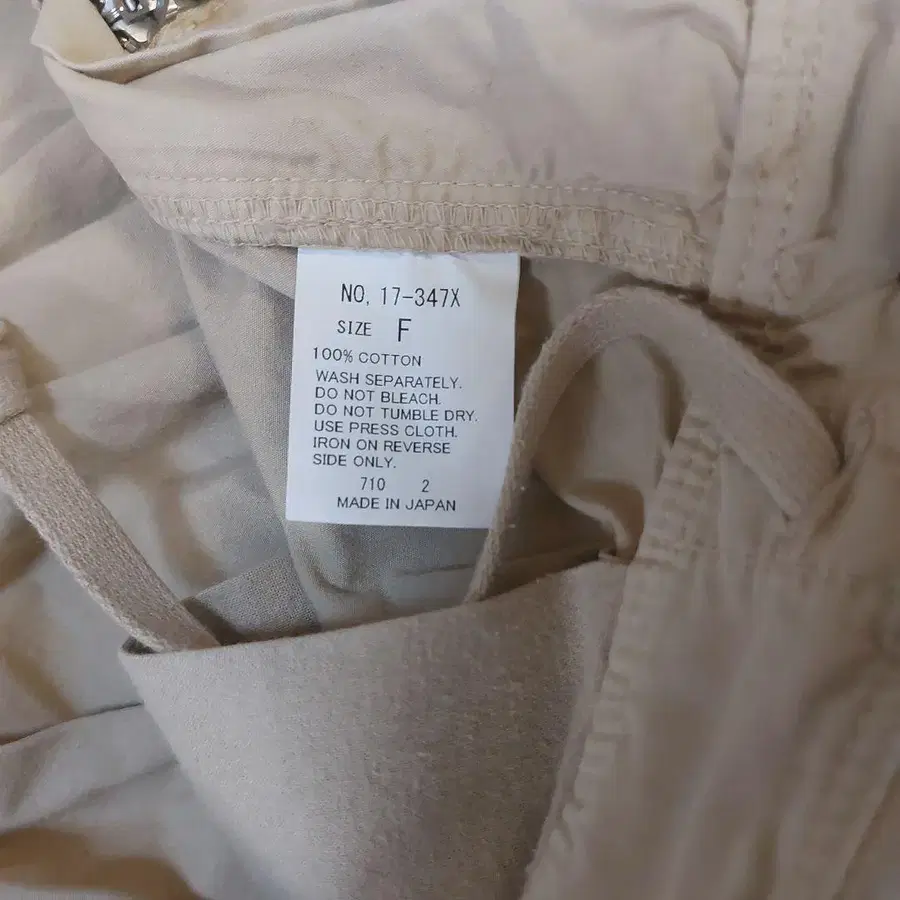 NO, 17-347X
SIZE F
100% COTTON
WASH SEPARATELY.
DO NOT BLEACH.
DO NOT TUMBLE DRY.
USE PRESS CLOTH.
IRON ON REVERSE
SIDE ONLY.
710 2
MADE IN JAPAN